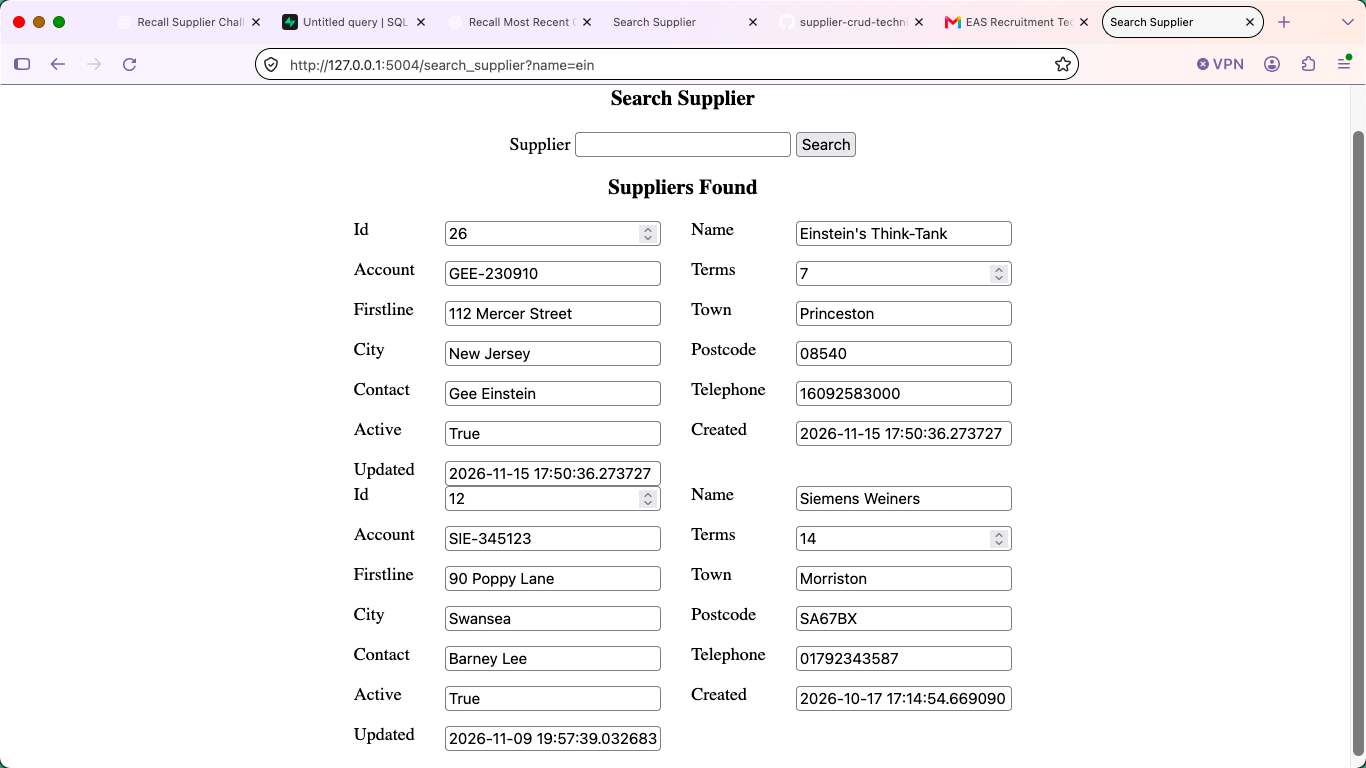 Recall Supplier Chall
Untitled query | SQL
Recall Most Recent
Search Supplier
supplier-crud-techni
EAS Recruitment Tec
Search Supplier
http://127.0.0.1:5004/search_supplier?name=ein
VPN
Search Supplier
Supplier Search
Suppliers Found
Id 26 Name Einstein's Think-Tank
Account GEE-230910 Terms 7
Firstline 112 Mercer Street Town Princeston
City New Jersey Postcode 08540
Contact Gee Einstein Telephone 16092583000
Active True Created 2026-11-15 17:50:36.273727
Updated 2026-11-15 17:50:36.273727
Id 12 Name Siemens Weiners
Account SIE-345123 Terms 14
Firstline 90 Poppy Lane Town Morriston
City Swansea Postcode SA67BX
Contact Barney Lee Telephone 01792343587
Active True Created 2026-10-17 17:14:54.669090
Updated 2026-11-09 19:57:39.032683